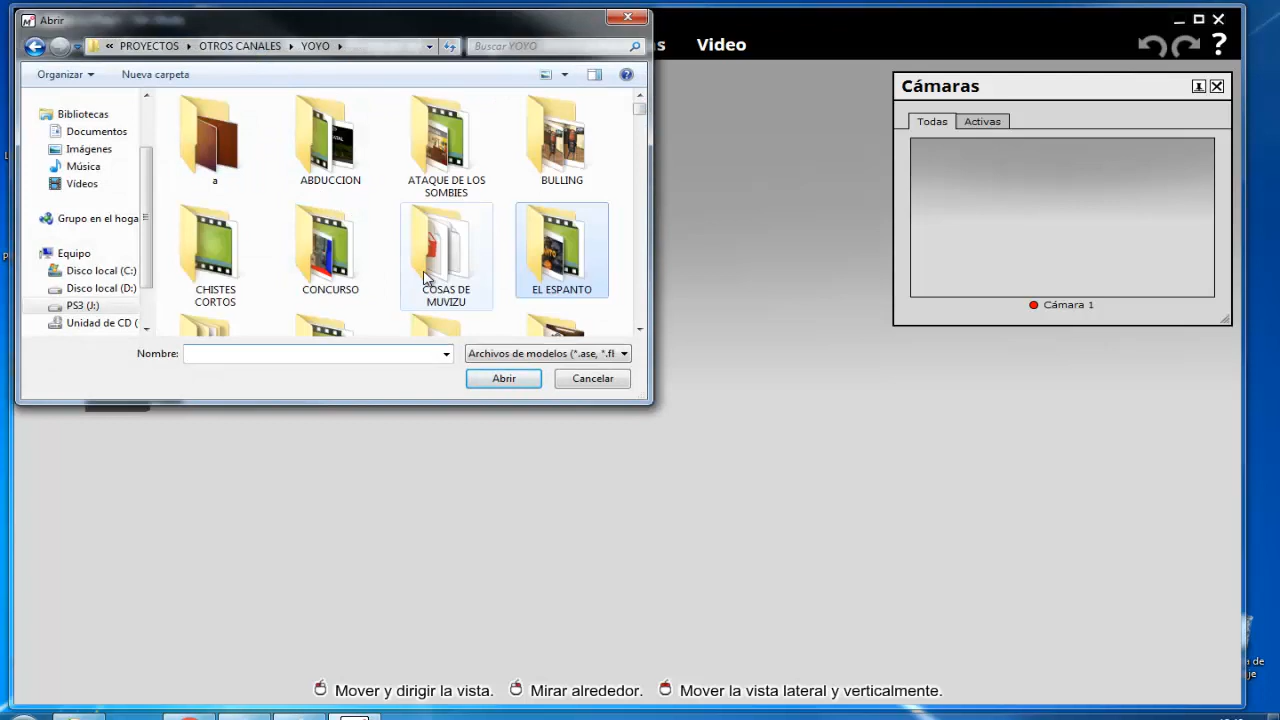 Abrir
« PROYECTOS OTROS CANALES YOYO
Buscar YOYO
s Video
?
Organizar Nueva carpeta
Bibliotecas
Documentos
Imágenes
Música
Vídeos
Grupo en el hoga
Equipo
Disco local (C:)
Disco local (D:)
PS3 (J:)
Unidad de CD (
a
ABDUCCION
ATAQUE DE LOS
SOMBIES
BULLING
CHISTES
CORTOS
CONCURSO
COSAS DE
MUVIZU
EL ESPANTO
Nombre:
Archivos de modelos (*.ase, *.fl
Abrir Cancelar
Cámaras
Todas Activas
Cámara 1
Mover y dirigir la vista. Mirar alrededor. Mover la vista lateral y verticalmente.
a de
je